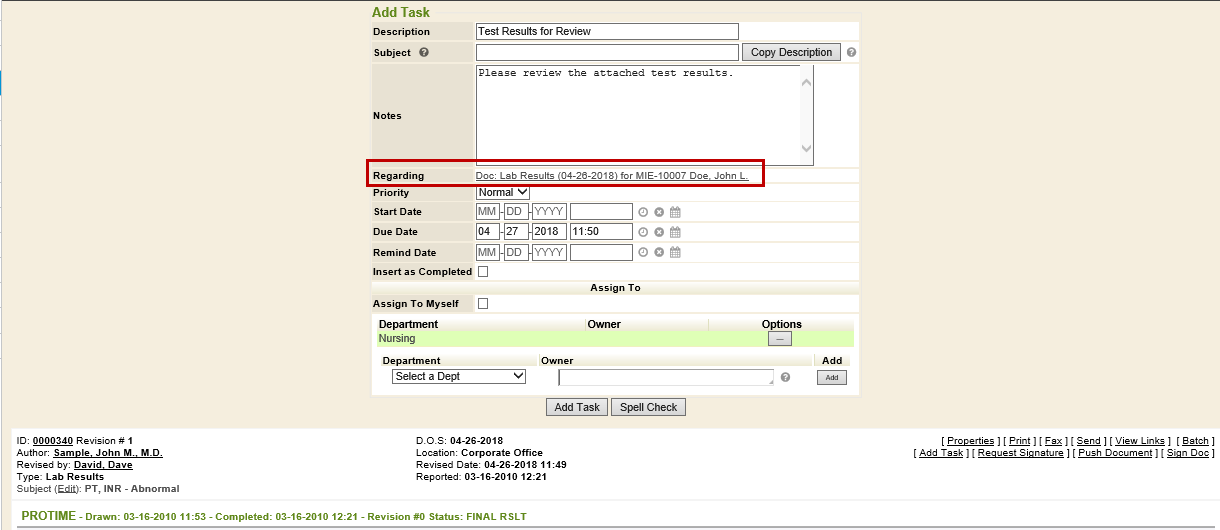 Add Task
Description Test Results for Review
Subject ? Copy Description ?
Notes Please review the attached test results.
Regarding Doc: Lab Results (04-26-2018) for MIE-10007 Doe, John L.
Priority Normal
Start Date MM - DD - YYYY
Due Date 04 - 27 - 2018 11:50
Remind Date MM - DD - YYYY
Insert as Completed
Assign To
Assign To Myself
Department Owner Options
Nursing —
Department Owner Add
Select a Dept ? Add
Add Task Spell Check
ID: 0000340 Revision # 1 D.O.S: 04-26-2018 [ Properties ] [ Print ] [ Fax ] [ Send ] [ View Links ] [ Batch ]
Author: Sample, John M., M.D. Location: Corporate Office [ Add Task ] [ Request Signature ] [ Push Document ] [ Sign Doc ]
Revised by: David, Dave Revised Date: 04-26-2018 11:49
Type: Lab Results Reported: 03-16-2010 12:21
Subject (Edit): PT, INR - Abnormal
PROTIME - Drawn: 03-16-2010 11:53 - Completed: 03-16-2010 12:21 - Revision #0 Status: FINAL RSLT